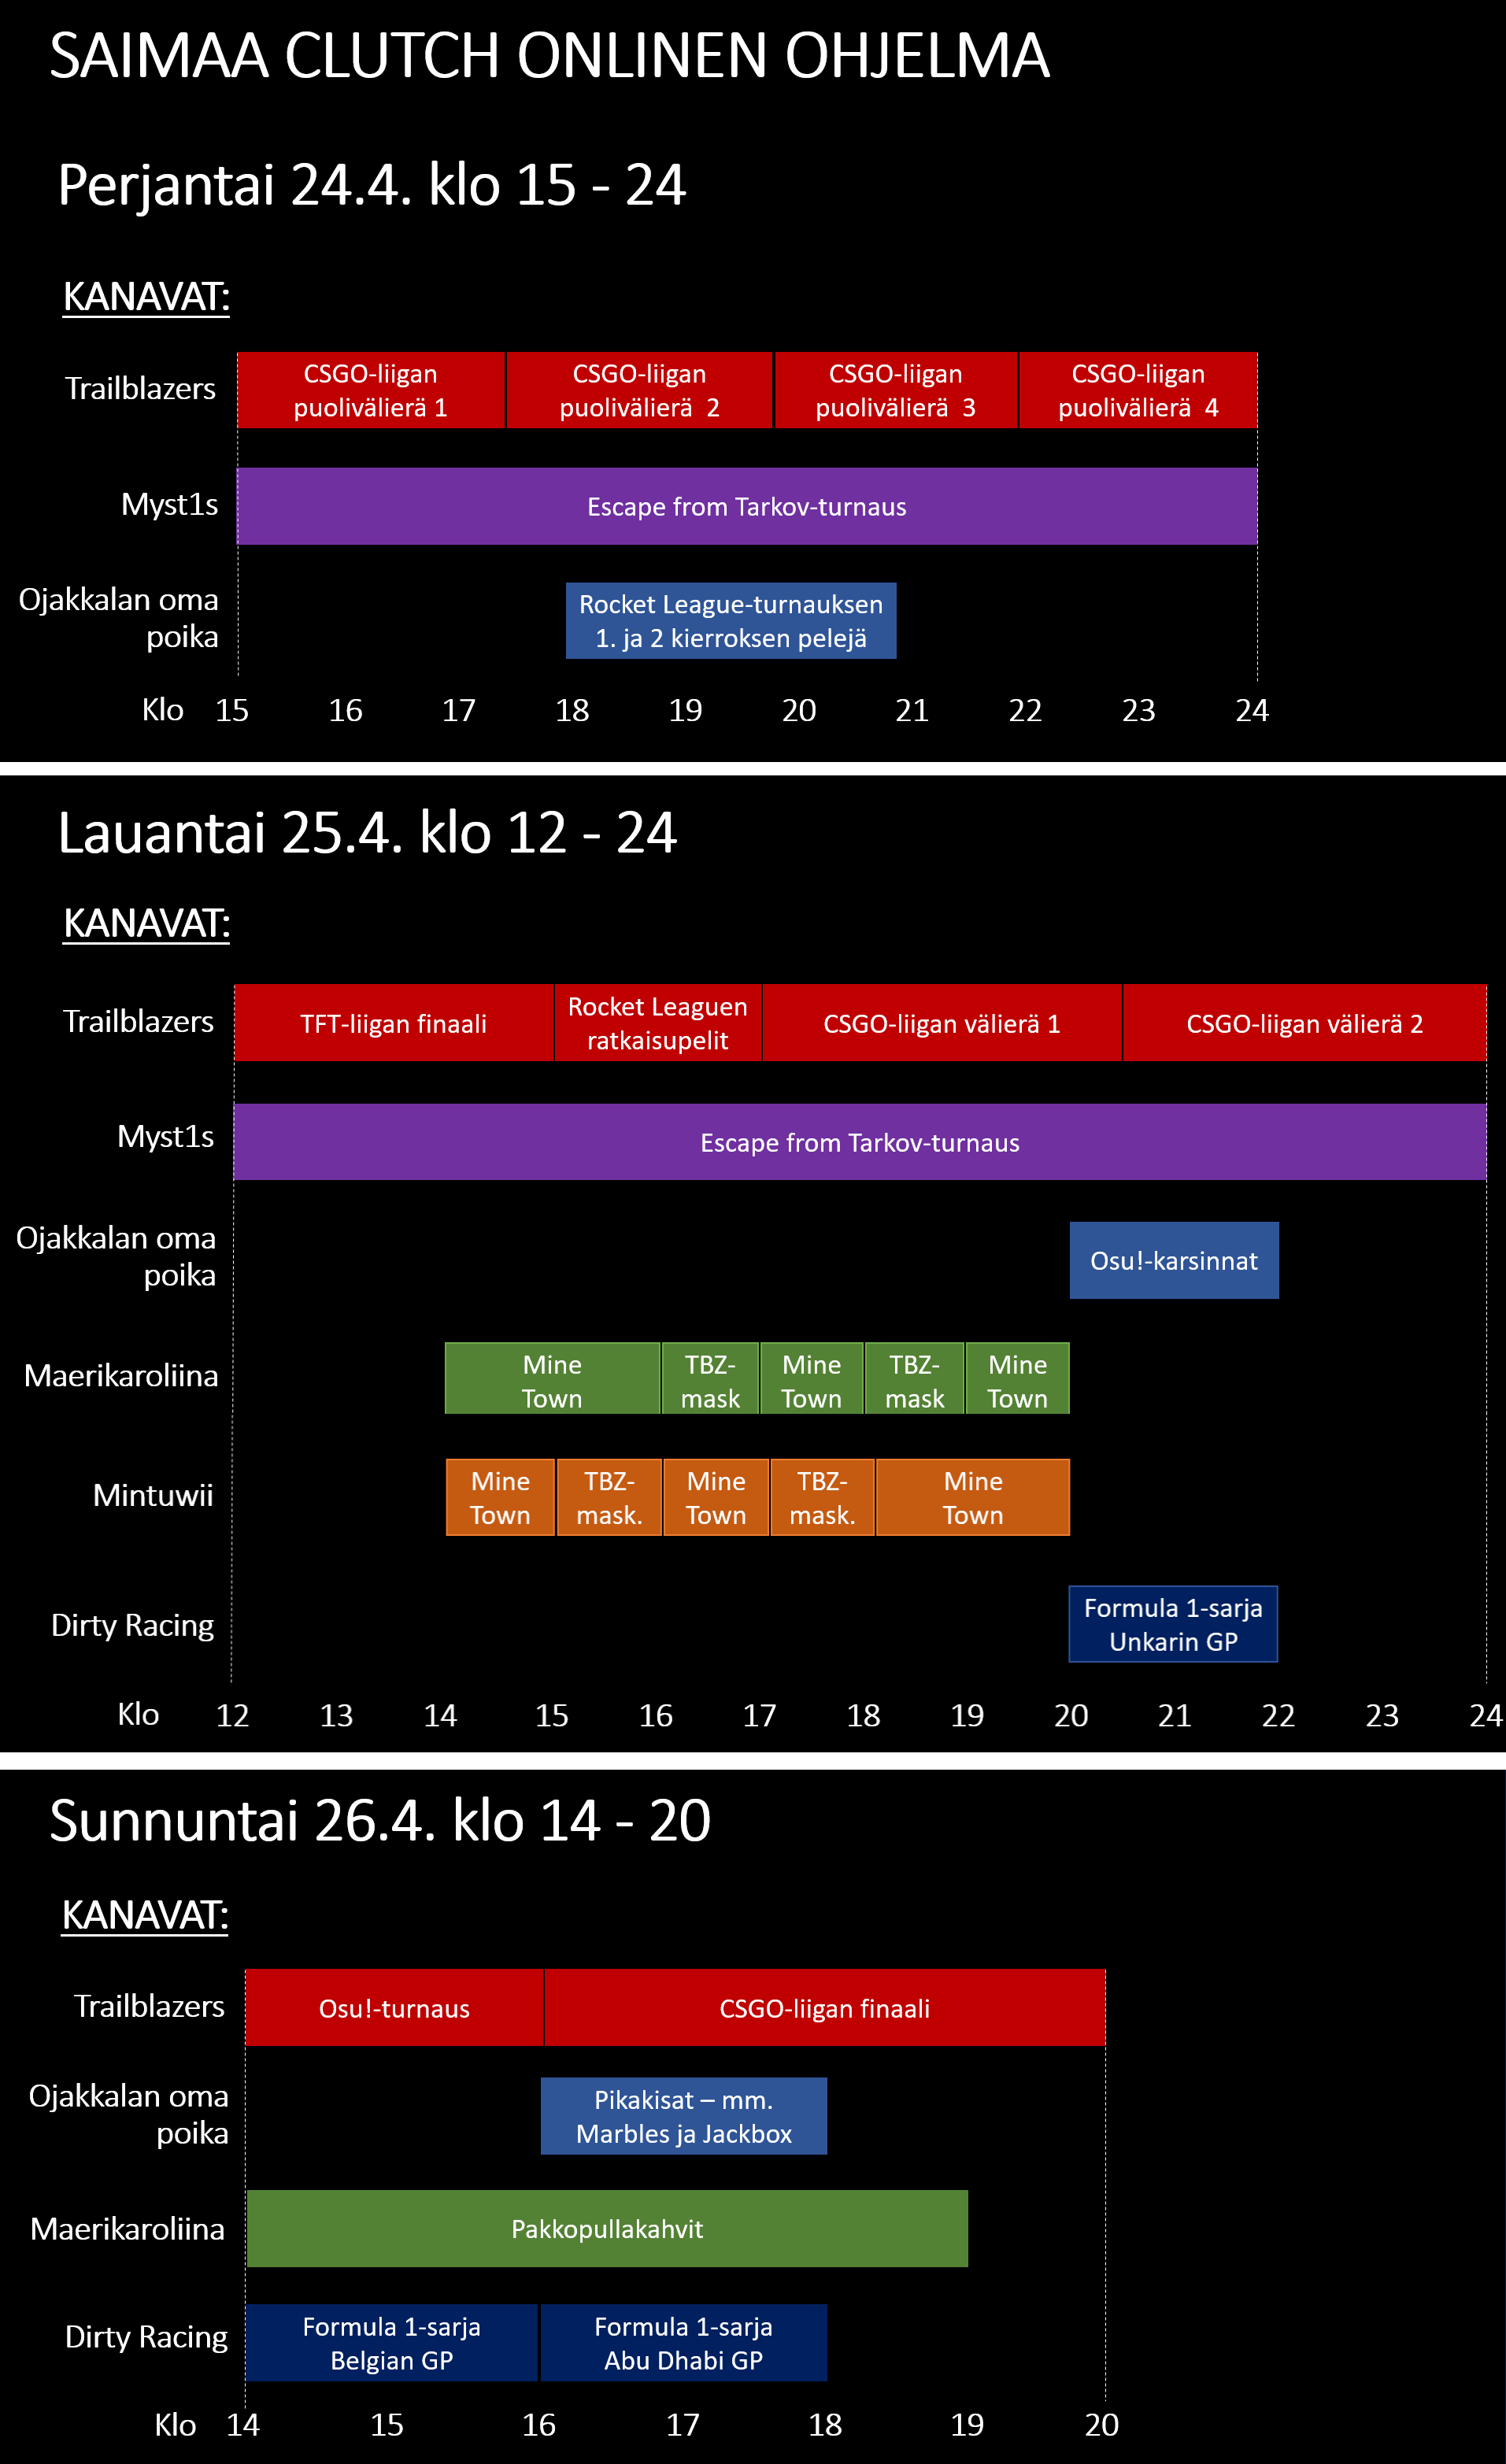 SAIMAA CLUTCH ONLINEN OHJELMA
Perjantai 24.4. klo 15 - 24
KANAVAT:
Trailblazers
CSGO-liigan
puolivälierä 1
CSGO-liigan
puolivälierä 2
CSGO-liigan
puolivälierä 3
CSGO-liigan
puolivälierä 4
Myst1s
Escape from Tarkov-turnaus
Ojakkalan oma
poika
Rocket League-turnauksen
1. ja 2 kierroksen pelejä
Klo 15 16 17 18 19 20 21 22 23 24
Lauantai 25.4. klo 12 - 24
KANAVAT:
Trailblazers
TFT-liigan finaali
Rocket Leaguen
ratkaisupelit
CSGO-liigan välierä 1
CSGO-liigan välierä 2
Myst1s
Escape from Tarkov-turnaus
Ojakkalan oma
poika
Osu!-karsinnat
Maerikaroliina
Mine
Town
TBZ-
mask
Mine
Town
TBZ-
mask
Mine
Town
Mintuwii
Mine
Town
TBZ-
mask.
Mine
Town
TBZ-
mask.
Mine
Town
Dirty Racing
Formula 1-sarja
Unkarin GP
Klo 12 13 14 15 16 17 18 19 20 21 22 23 24
Sunnuntai 26.4. klo 14 - 20
KANAVAT:
Trailblazers
Osu!-turnaus
CSGO-liigan finaali
Ojakkalan oma
poika
Pikakisat – mm.
Marbles ja Jackbox
Maerikaroliina
Pakkopullakahvit
Dirty Racing
Formula 1-sarja
Belgian GP
Formula 1-sarja
Abu Dhabi GP
Klo 14 15 16 17 18 19 20